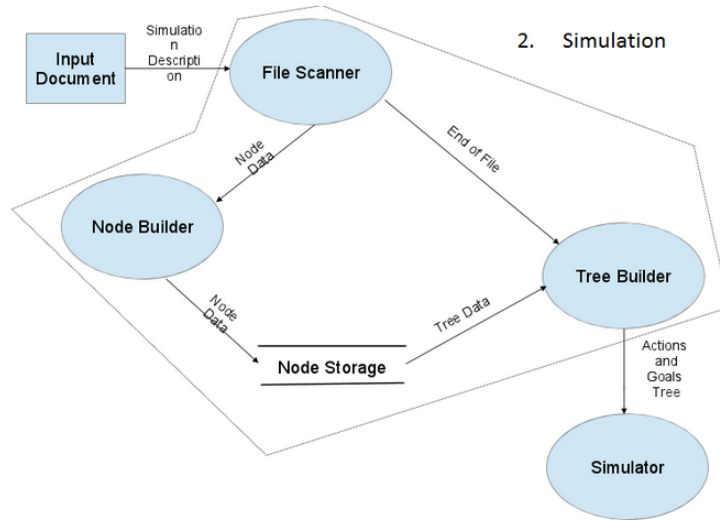 2. Simulation
Input
Document
Simulatio
n
Descripti
on
File Scanner
Node
Data
End of File
Node Builder
Tree Builder
Node
Data
Tree Data
Node Storage
Actions
and
Goals
Tree
Simulator